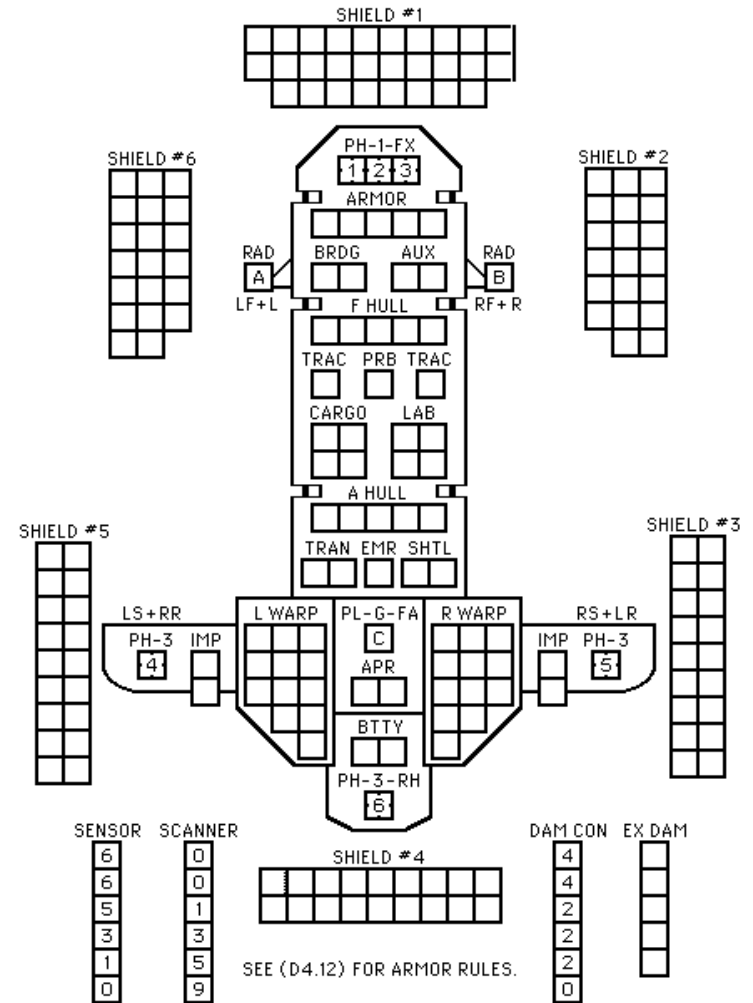 SHIELD #1
PH-1-FX
1 2 3
SHIELD #6
SHIELD #2
ARMOR
RAD BRDG AUX RAD
A B
LF+L F HULL RF+R
TRAC PRB TRAC
CARGO LAB
A HULL
SHIELD #5
SHIELD #3
TRAN EMR SHTL
LS+RR L WARP PL-G-FA R WARP RS+LR
PH-3 IMP C IMP PH-3
4 5
APR
BTTY
PH-3-RH
6
SENSOR SCANNER DAM CON EX DAM
SHIELD #4
6 0 4
6 0 4
5 1 2
3 3 2
1 5 2
0 9 0
SEE (D4.12) FOR ARMOR RULES.